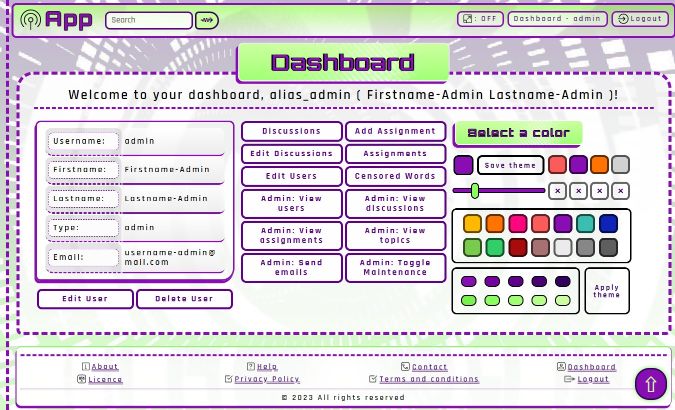 App
Search
: OFF
Dashboard - admin
Logout
Dashboard
Welcome to your dashboard, alias_admin ( Firstname-Admin Lastname-Admin )!
Username: admin
Firstname: Firstname-Admin
Lastname: Lastname-Admin
Type: admin
Email: username-admin@
mail.com
Edit User
Delete User
Discussions
Add Assignment
Edit Discussions
Assignments
Edit Users
Censored Words
Admin: View
users
Admin: View
discussions
Admin: View
assignments
Admin: View
topics
Admin: Send
emails
Admin: Toggle
Maintenance
Select a color
Save theme
× × × ×
Apply
theme
About
Help
Contact
Dashboard
Licence
Privacy Policy
Terms and conditions
Logout
© 2023 All rights reserved